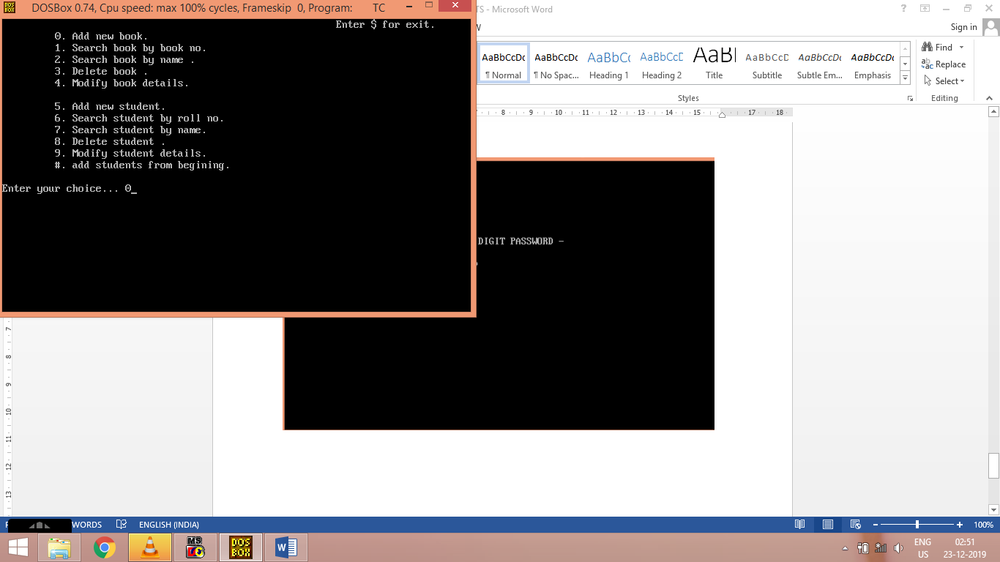 DOSBox 0.74, Cpu speed: max 100% cycles, Frameskip 0, Program: TC
Enter $ for exit.
0. Add new book.
1. Search book by book no.
2. Search book by name .
3. Delete book .
4. Modify book details.
5. Add new student.
6. Search student by roll no.
7. Search student by name.
8. Delete student .
9. Modify student details.
#. add students from begining.
Enter your choice... 0_
TS - Microsoft Word
W
Sign in
AaBbCcDc AaBbCcDc AaBbCc AaBbCcD AaBl AaBbCcD AaBbCcDc AaBbCcDc
¶ Normal ¶ No Spac... Heading 1 Heading 2 Title Subtitle Subtle Em... Emphasis
Styles
Find
Replace
Select
Editing
8 9 10 11 12 13 14 15 17 18
DIGIT PASSWORD -
7
8
9
10
11
12
13
WORDS ENGLISH (INDIA)
100%
DOS BOX
MS
DOS
BOX
W
ENG
US
02:51
23-12-2019